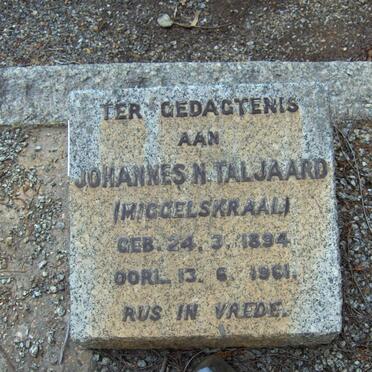 TER GEDAGTENIS
AAN
JOHANNES N. TALJAARD
(MIGGELSKRAAL)
GEB. 24. 3. 1894
OORL. 13. 6. 1961.
RUS IN VREDE.